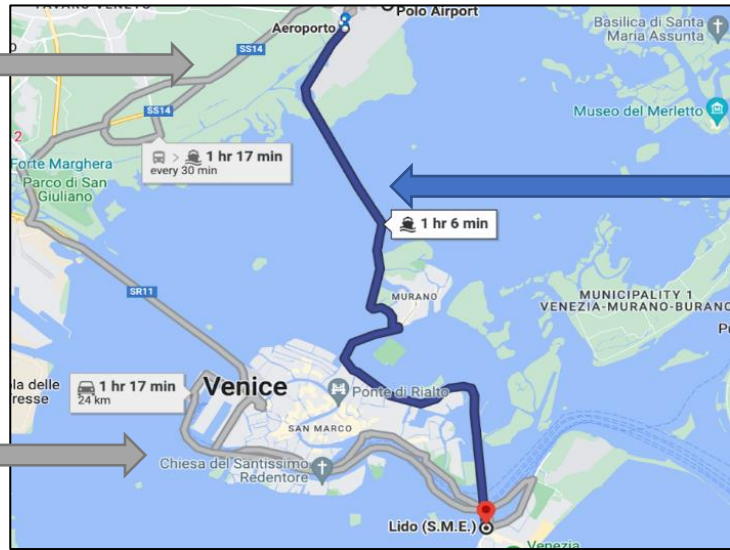 Polo Airport
Aeroporto
Basilica di Santa
Maria Assunta
SS14
Museo del Merletto
SS14
2
1 hr 17 min
every 30 min
Forte Marghera
Parco di San
Giuliano
1 hr 6 min
SR11
MURANO
MUNICIPALITY 1
VENEZIA-MURANO-BURANO
1 hr 17 min
24 km
Venice
Ponte di Rialto
SAN MARCO
Chiesa del Santissimo
Redentore
Lido (S.M.E.)
Venezia